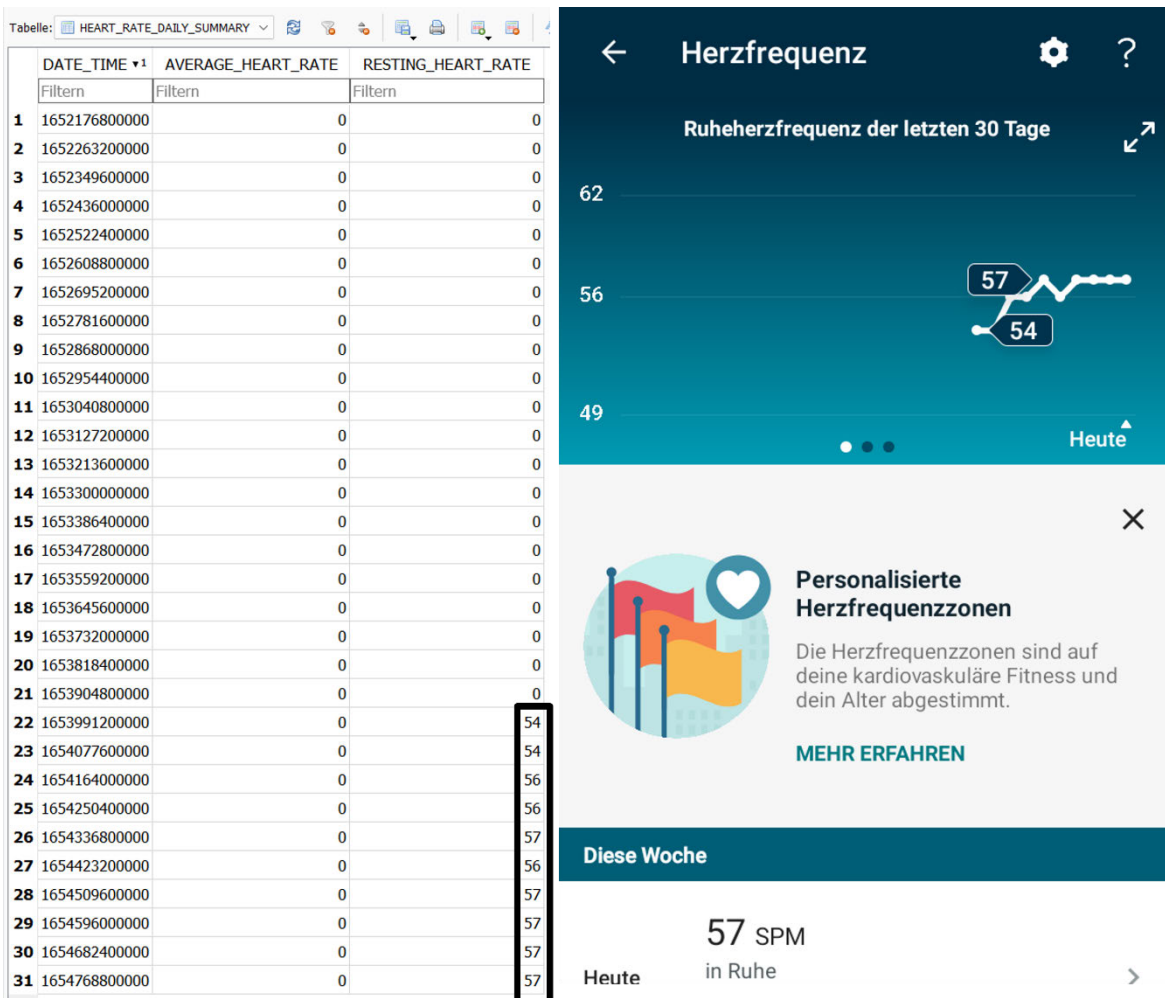 Tabelle: HEART_RATE_DAILY_SUMMARY
DATE_TIME ▾1 AVERAGE_HEART_RATE RESTING_HEART_RATE
Filtern Filtern Filtern
1 1652176800000 0 0
2 1652263200000 0 0
3 1652349600000 0 0
4 1652436000000 0 0
5 1652522400000 0 0
6 1652608800000 0 0
7 1652695200000 0 0
8 1652781600000 0 0
9 1652868000000 0 0
10 1652954400000 0 0
11 1653040800000 0 0
12 1653127200000 0 0
13 1653213600000 0 0
14 1653300000000 0 0
15 1653386400000 0 0
16 1653472800000 0 0
17 1653559200000 0 0
18 1653645600000 0 0
19 1653732000000 0 0
20 1653818400000 0 0
21 1653904800000 0 0
22 1653991200000 0 54
23 1654077600000 0 54
24 1654164000000 0 56
25 1654250400000 0 56
26 1654336800000 0 57
27 1654423200000 0 56
28 1654509600000 0 57
29 1654596000000 0 57
30 1654682400000 0 57
31 1654768800000 0 57
Herzfrequenz ?
Ruheherzfrequenz der letzten 30 Tage
62
57
56
54
49
Heute
Personalisierte
Herzfrequenzzonen
Die Herzfrequenzzonen sind auf
deine kardiovaskuläre Fitness und
dein Alter abgestimmt.
MEHR ERFAHREN
Diese Woche
57 SPM
Heute in Ruhe